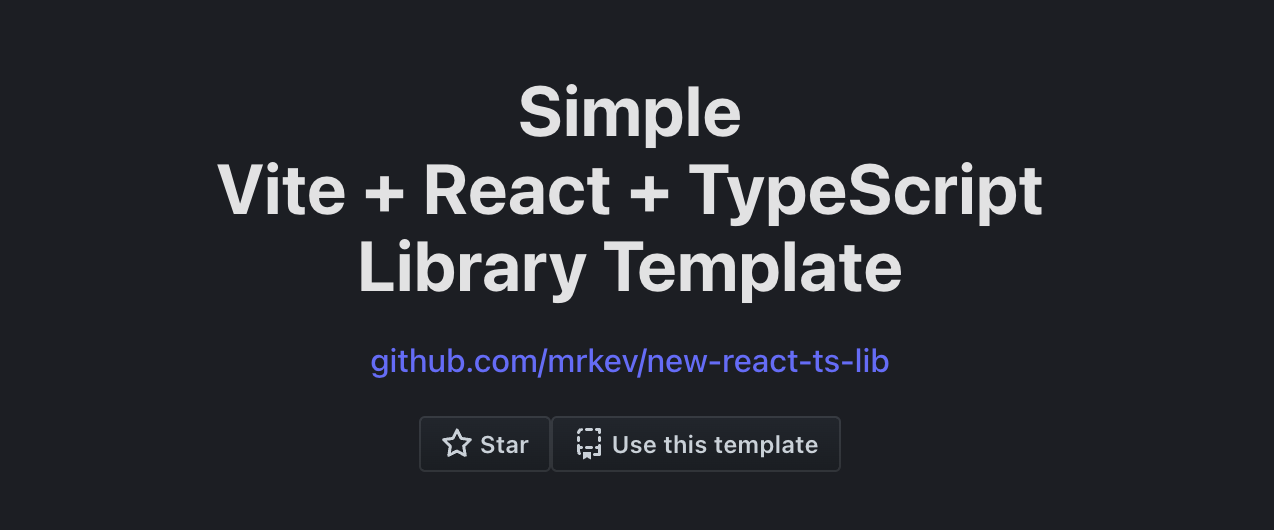 Simple
Vite + React + TypeScript
Library Template
github.com/mrkev/new-react-ts-lib
Star
Use this template